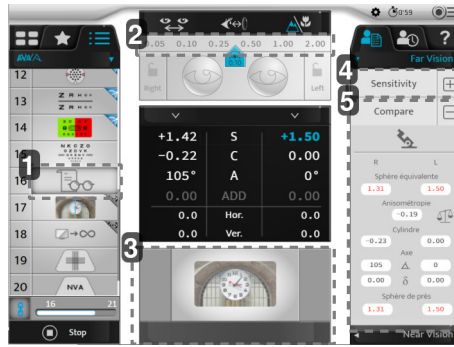 0:59
AWA
12
13
Z R H O K
14
15
N K C Z O
1
16
17
18
→∞
19
20
NVA
16
21
Stop
2
0.05 0.10 0.25 0.50 1.00 2.00
0.10
Right
Left
+1.42 S +1.50
−0.22 C 0.00
105° A 0°
0.00 ADD 0.00
0.0 Hor. 0.0
0.0 Ver. 0.0
3
?
Far Vision
4
Sensitivity
5
Compare
R L
Sphère équivalente
1.31 1.50
Anisométropie
−0.19
Cylindre
−0.23 0.00
Axe
105 0
0.00 δ 0.00
Sphère de près
1.31 1.50
Near Vision